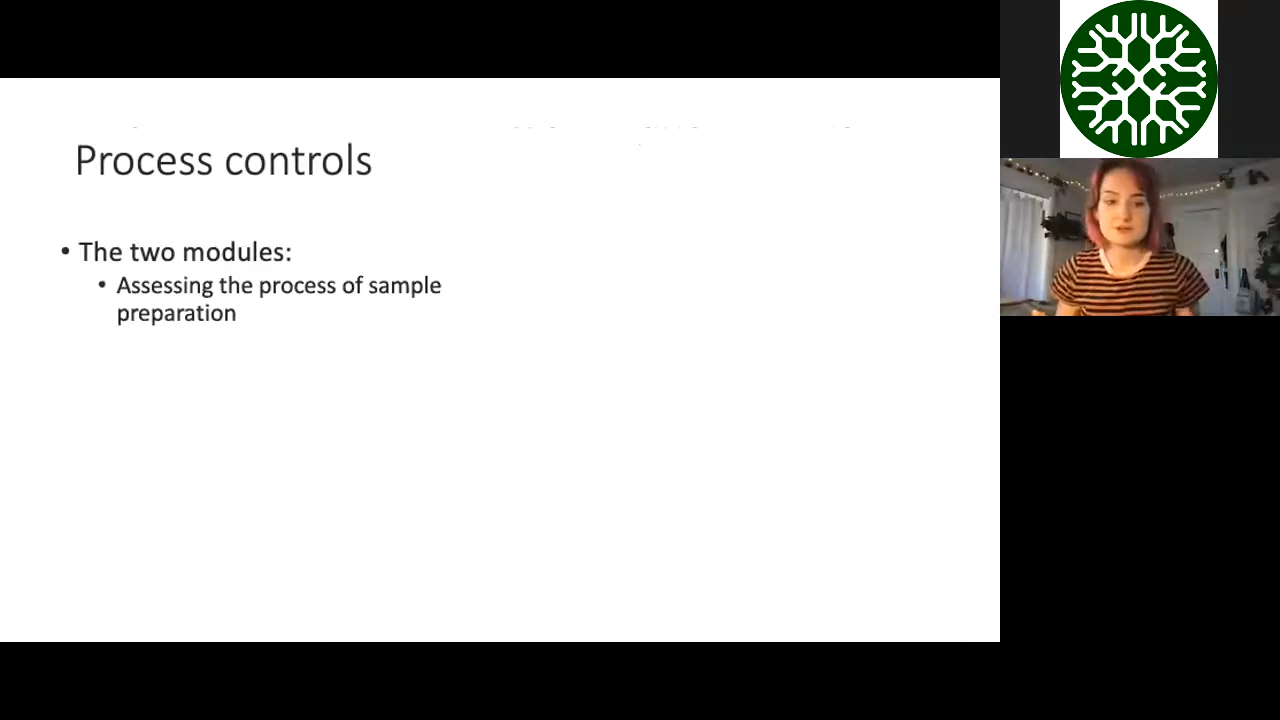 Process controls
• The two modules:
• Assessing the process of sample
preparation